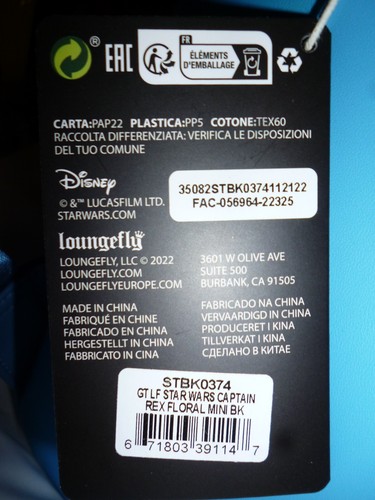 ®
EAC
FR
ÉLÉMENTS
D'EMBALLAGE
CARTA:PAP22 PLASTICA:PP5 COTONE:TEX60
RACCOLTA DIFFERENZIATA: VERIFICA LE DISPOSIZIONI
DEL TUO COMUNE
Disney
©&™ LUCASFILM LTD.
STARWARS.COM
35082STBK0374112122
FAC-056964-22325
loungefly
LOUNGEFLY, LLC © 2022
LOUNGEFLY.COM
LOUNGEFLYEUROPE.COM
3601 W OLIVE AVE
SUITE 500
BURBANK, CA 91505
MADE IN CHINA
FABRIQUÉ EN CHINE
FABRICADO EN CHINA
HERGESTELLT IN CHINA
FABBRICATO IN CINA
FABRICADO NA CHINA
VERVAARDIGD IN CHINA
PRODUCERET I KINA
TILLVERKAT I KINA
СДЕЛАНО В КИТАЕ
STBK0374
GT LF STAR WARS CAPTAIN
REX FLORAL MINI BK
6 71803 39114 7